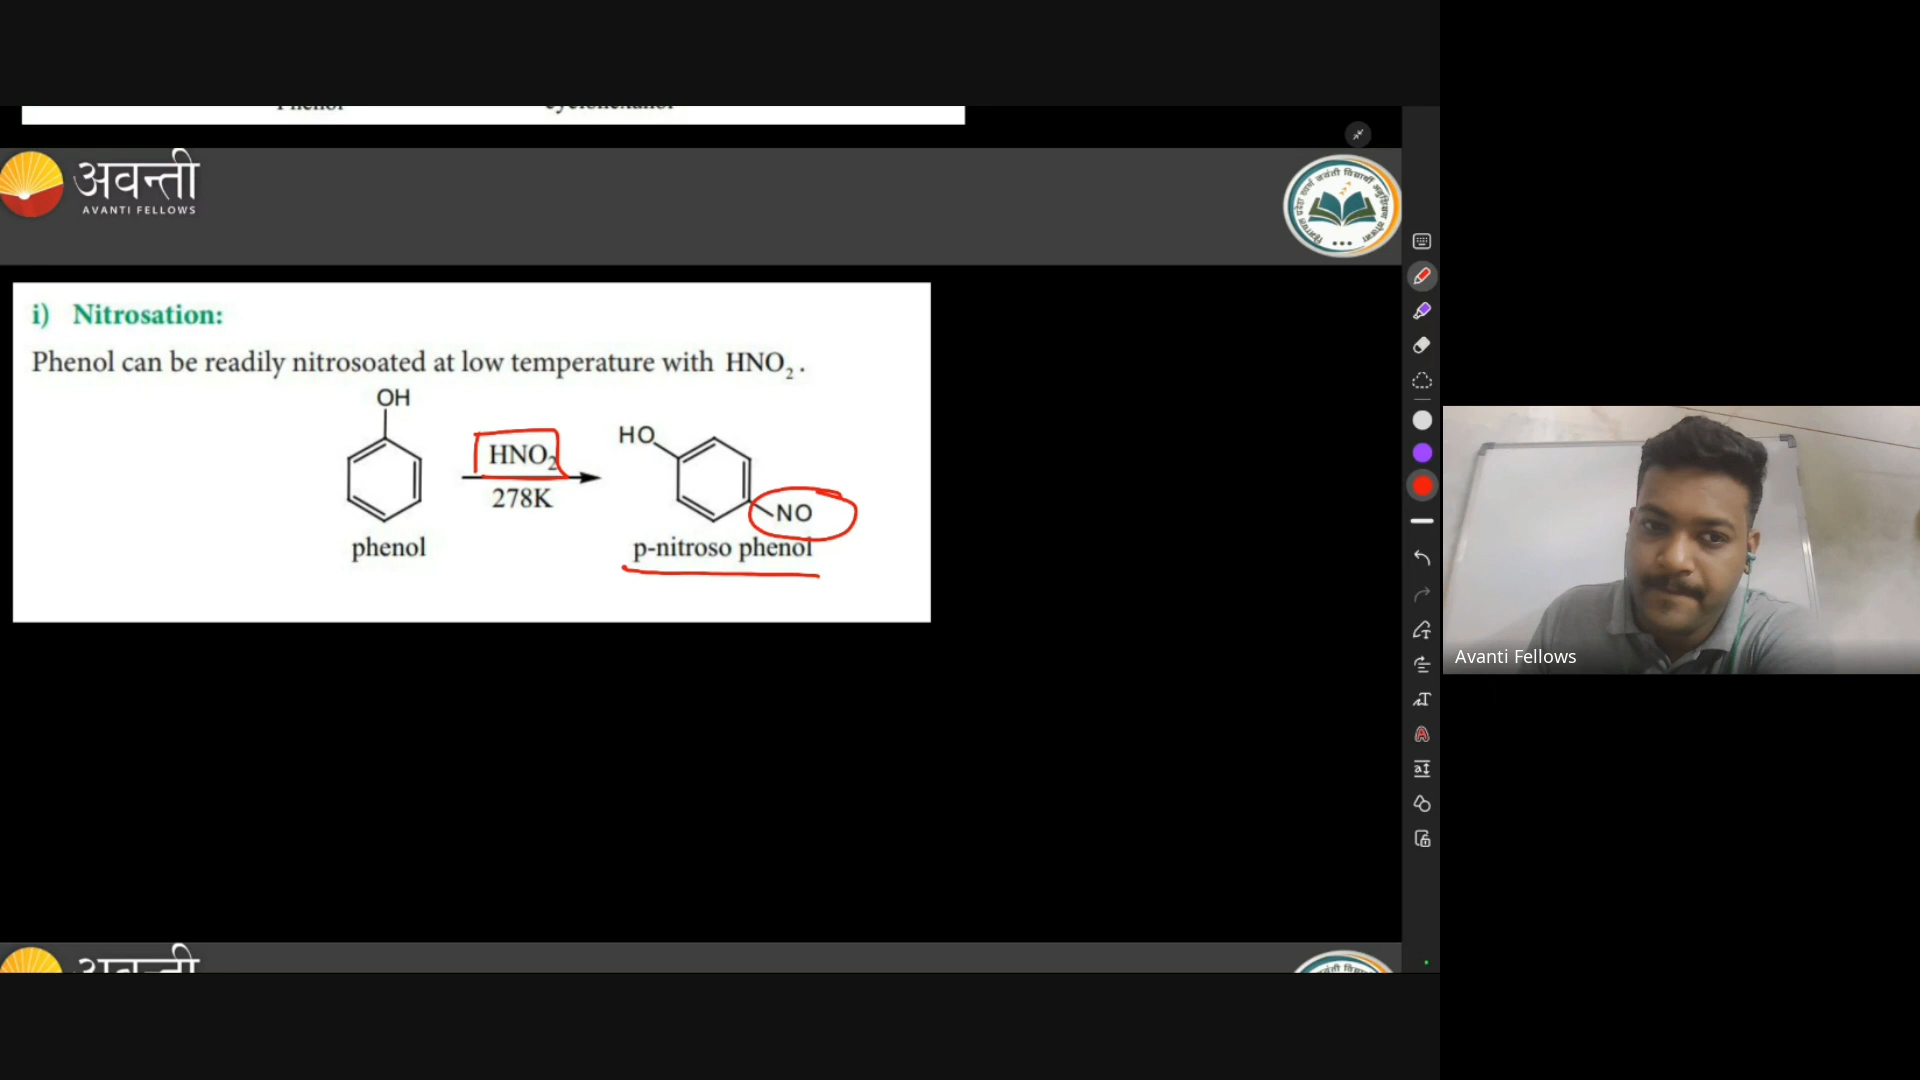 अवन्ती
AVANTI FELLOWS
i) Nitrosation:
Phenol can be readily nitrosoated at low temperature with HNO₂.
OH
HNO₂
278K
phenol
HO
NO
p-nitroso phenol
Avanti Fellows